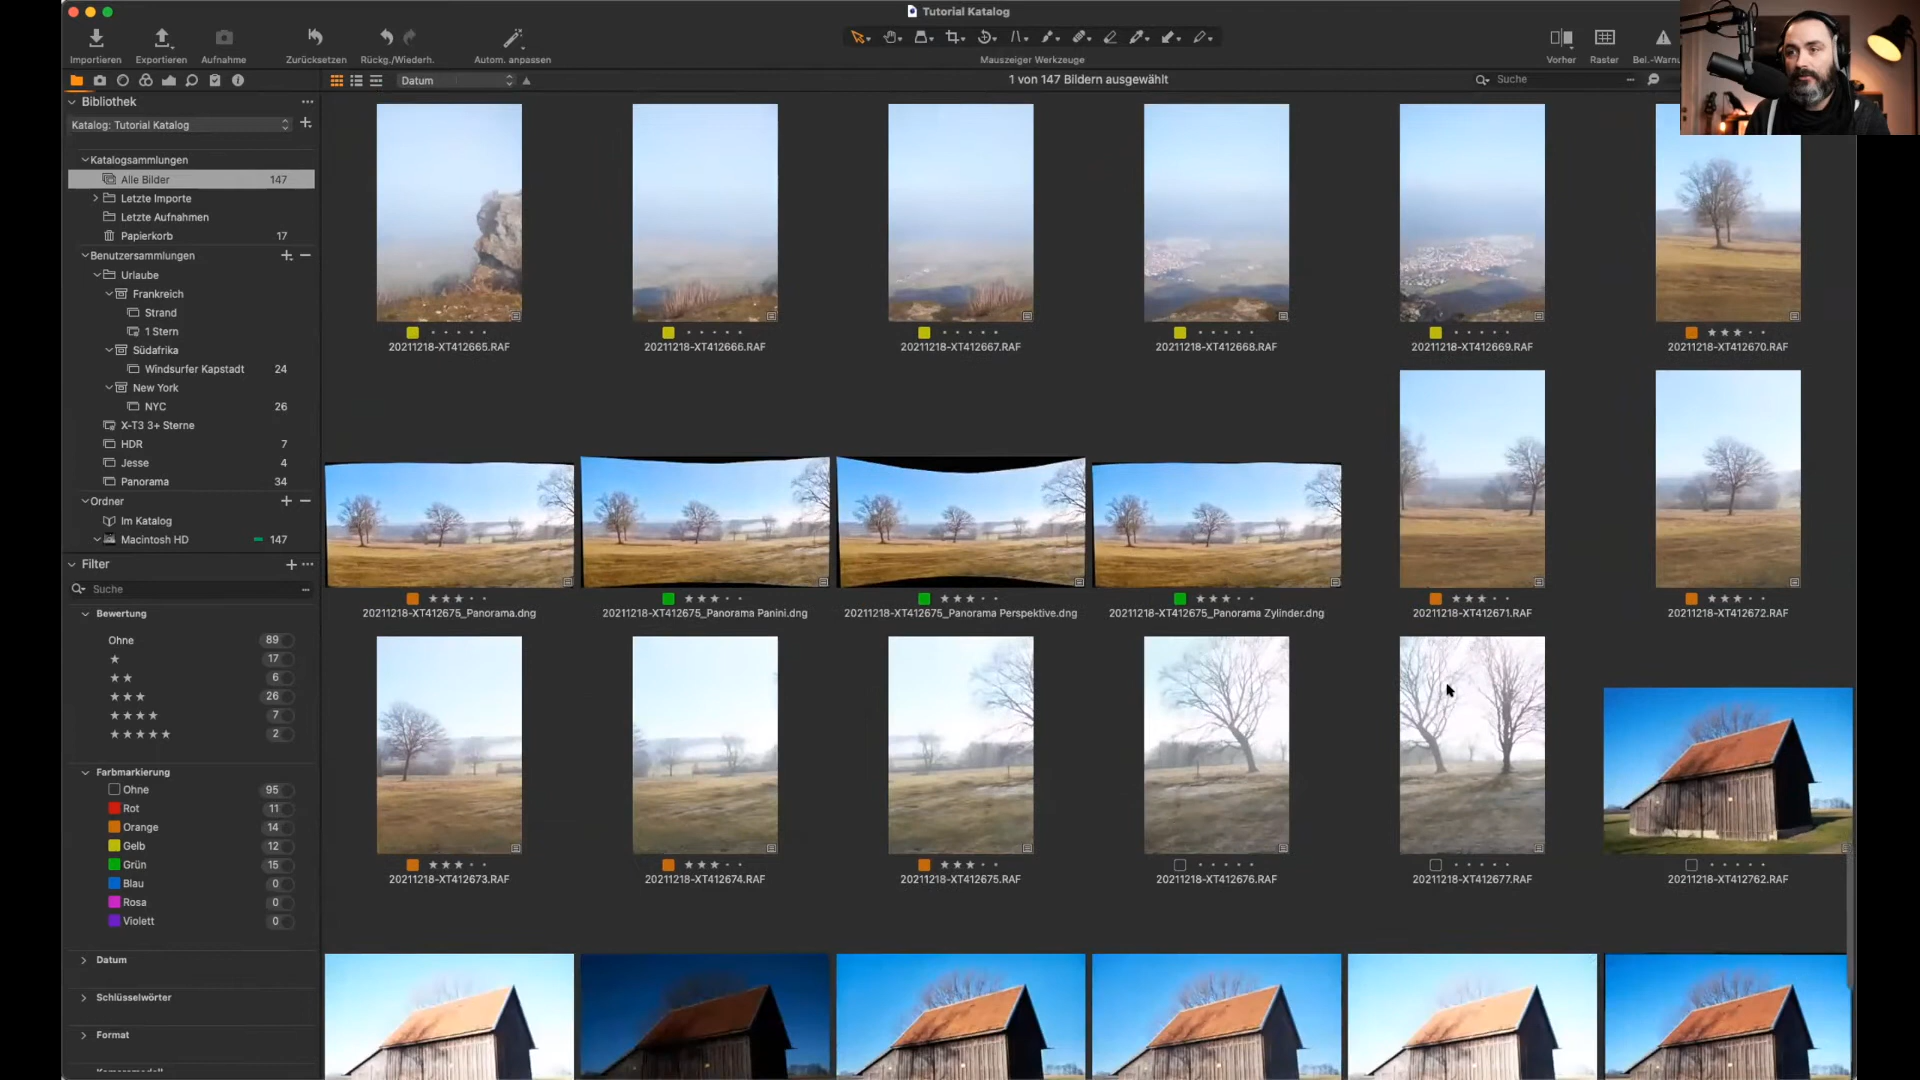 Tutorial Katalog
Importieren Exportieren Aufnahme Zurücksetzen Rückg./Wiederh. Autom. anpassen Mauszeiger Werkzeuge Vorher Raster Bel.-Warnu
Datum 1 von 147 Bildern ausgewählt Suche
Bibliothek
Katalog: Tutorial Katalog
Katalogsammlungen
Alle Bilder 147
Letzte Importe
Letzte Aufnahmen
Papierkorb 17
Benutzersammlungen
Urlaube
Frankreich
Strand
1 Stern
Südafrika
Windsurfer Kapstadt 24
New York
NYC 26
X-T3 3+ Sterne
HDR 7
Jesse 4
Panorama 34
Ordner
Im Katalog
Macintosh HD 147
Filter
Suche
Bewertung
Ohne 89
★ 17
★★ 6
★★★ 26
★★★★ 7
★★★★★ 2
Farbmarkierung
Ohne 95
Rot 11
Orange 14
Gelb 12
Grün 15
Blau 0
Rosa 0
Violett 0
Datum
Schlüsselwörter
Format
20211218-XT412665.RAF 20211218-XT412666.RAF 20211218-XT412667.RAF 20211218-XT412668.RAF 20211218-XT412669.RAF 20211218-XT412670.RAF
20211218-XT412675_Panorama.dng 20211218-XT412675_Panorama Panini.dng 20211218-XT412675_Panorama Perspektive.dng 20211218-XT412675_Panorama Zylinder.dng 20211218-XT412671.RAF 20211218-XT412672.RAF
20211218-XT412673.RAF 20211218-XT412674.RAF 20211218-XT412675.RAF 20211218-XT412676.RAF 20211218-XT412677.RAF 20211218-XT412762.RAF